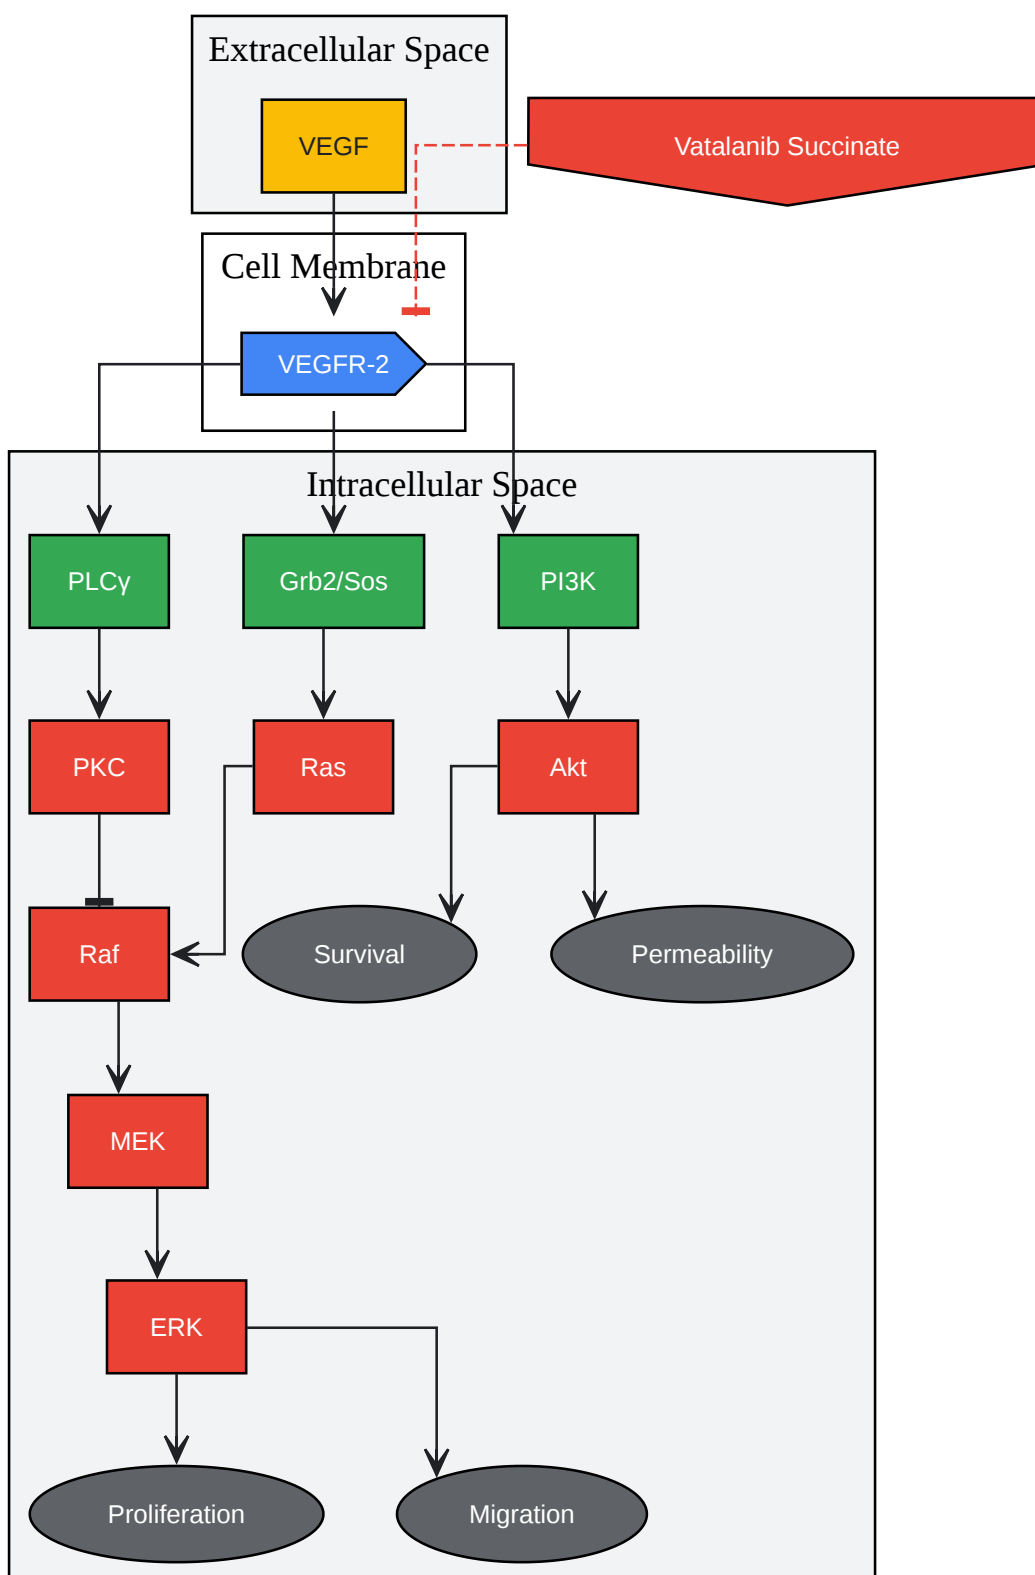 Extracellular Space
VEGF
Vatalanib Succinate
Cell Membrane
VEGFR-2
Intracellular Space
PLCγ
Grb2/Sos
PI3K
PKC
Ras
Akt
Raf
Survival
Permeability
MEK
ERK
Proliferation
Migration